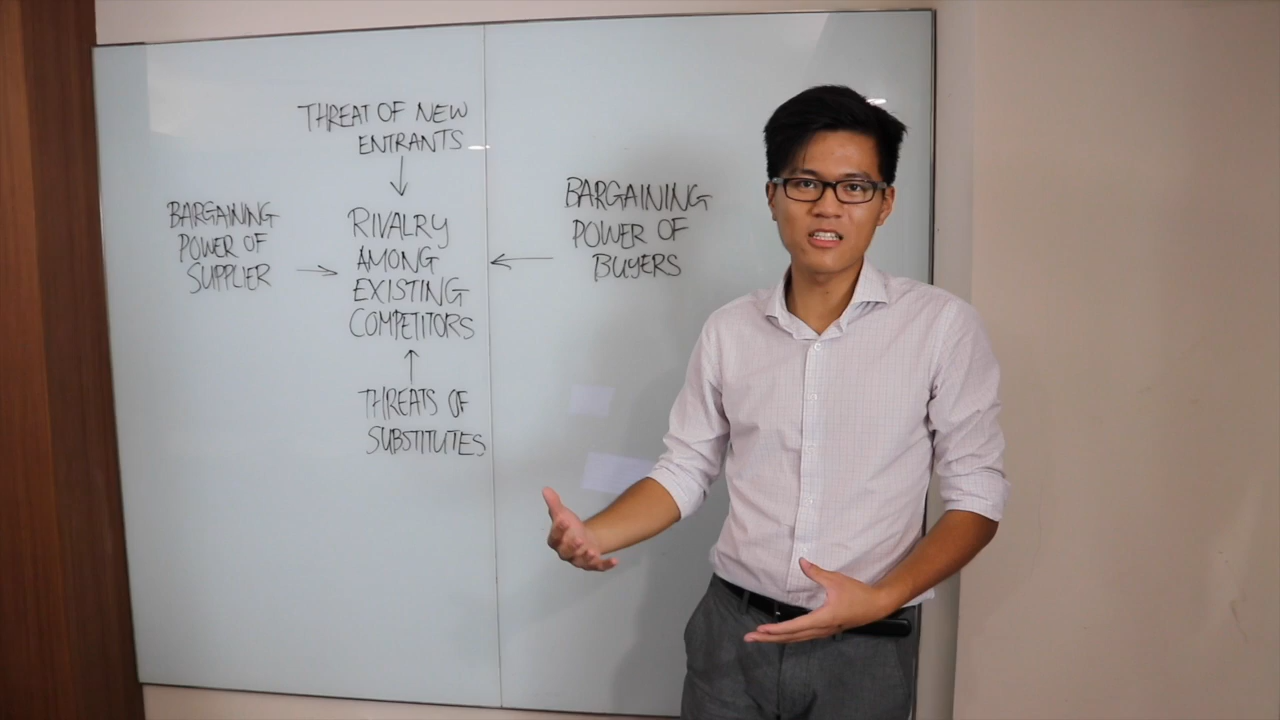 THREAT OF NEW
ENTRANTS
BARGAINING
POWER OF
SUPPLIER
RIVALRY
AMONG
EXISTING
COMPETITORS
BARGAINING
POWER OF
BUYERS
THREATS OF
SUBSTITUTES